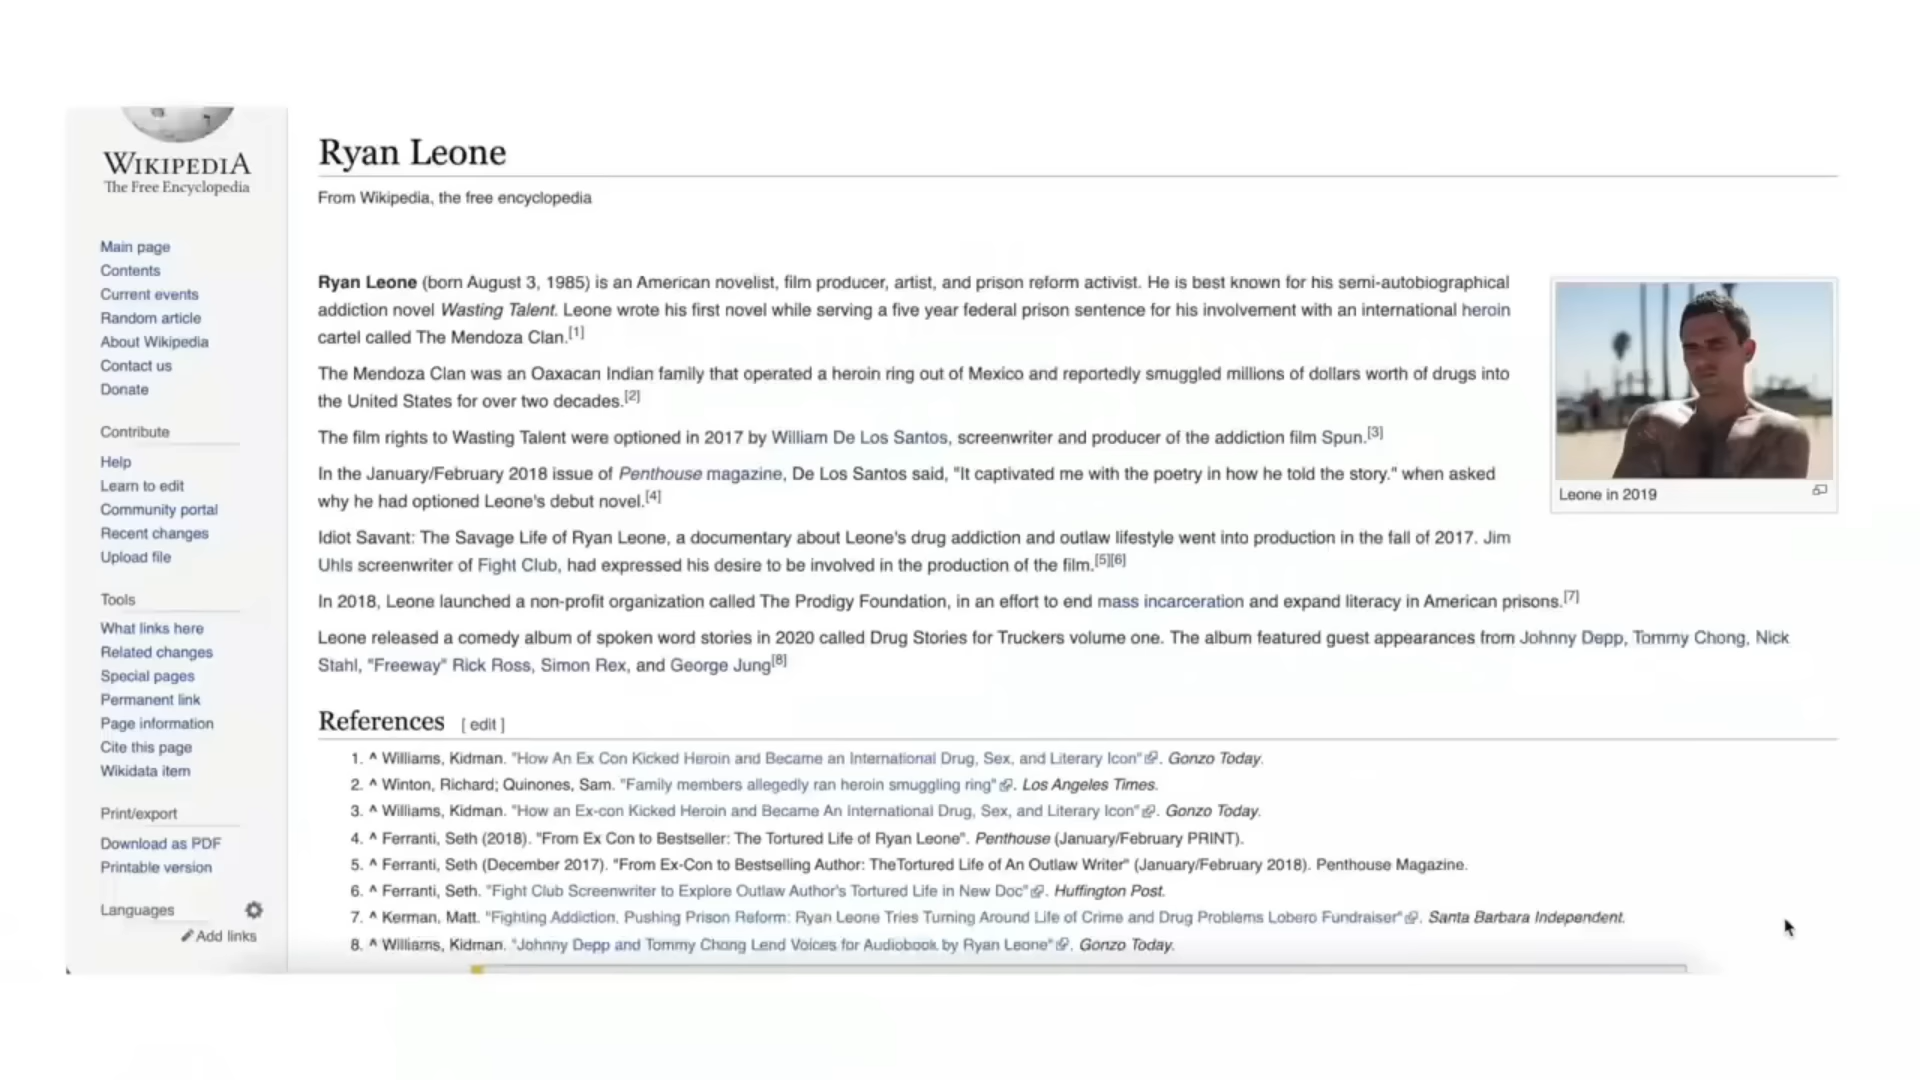 WIKIPEDIA
The Free Encyclopedia
Main page
Contents
Current events
Random article
About Wikipedia
Contact us
Donate
Contribute
Help
Learn to edit
Community portal
Recent changes
Upload file
Tools
What links here
Related changes
Special pages
Permanent link
Page information
Cite this page
Wikidata item
Print/export
Download as PDF
Printable version
Languages
Add links
Ryan Leone
From Wikipedia, the free encyclopedia
Ryan Leone (born August 3, 1985) is an American novelist, film producer, artist, and prison reform activist. He is best known for his semi-autobiographical
addiction novel Wasting Talent. Leone wrote his first novel while serving a five year federal prison sentence for his involvement with an international heroin
cartel called The Mendoza Clan.[1]
The Mendoza Clan was an Oaxacan Indian family that operated a heroin ring out of Mexico and reportedly smuggled millions of dollars worth of drugs into
the United States for over two decades.[2]
The film rights to Wasting Talent were optioned in 2017 by William De Los Santos, screenwriter and producer of the addiction film Spun.[3]
In the January/February 2018 issue of Penthouse magazine, De Los Santos said, "It captivated me with the poetry in how he told the story." when asked
why he had optioned Leone's debut novel.[4]
Idiot Savant: The Savage Life of Ryan Leone, a documentary about Leone's drug addiction and outlaw lifestyle went into production in the fall of 2017. Jim
Uhls screenwriter of Fight Club, had expressed his desire to be involved in the production of the film.[5][6]
In 2018, Leone launched a non-profit organization called The Prodigy Foundation, in an effort to end mass incarceration and expand literacy in American prisons.[7]
Leone released a comedy album of spoken word stories in 2020 called Drug Stories for Truckers volume one. The album featured guest appearances from Johnny Depp, Tommy Chong, Nick
Stahl, "Freeway" Rick Ross, Simon Rex, and George Jung[8]
Leone in 2019
References [ edit ]
1. ^ Williams, Kidman. "How An Ex Con Kicked Heroin and Became an International Drug, Sex, and Literary Icon". Gonzo Today.
2. ^ Winton, Richard; Quinones, Sam. "Family members allegedly ran heroin smuggling ring". Los Angeles Times.
3. ^ Williams, Kidman. "How an Ex-con Kicked Heroin and Became An International Drug, Sex, and Literary Icon". Gonzo Today.
4. ^ Ferranti, Seth (2018). "From Ex Con to Bestseller: The Tortured Life of Ryan Leone". Penthouse (January/February PRINT).
5. ^ Ferranti, Seth (December 2017). "From Ex-Con to Bestselling Author: TheTortured Life of An Outlaw Writer" (January/February 2018). Penthouse Magazine.
6. ^ Ferranti, Seth. "Fight Club Screenwriter to Explore Outlaw Author's Tortured Life in New Doc". Huffington Post.
7. ^ Kerman, Matt. "Fighting Addiction, Pushing Prison Reform: Ryan Leone Tries Turning Around Life of Crime and Drug Problems Lobero Fundraiser". Santa Barbara Independent.
8. ^ Williams, Kidman. "Johnny Depp and Tommy Chong Lend Voices for Audiobook by Ryan Leone". Gonzo Today.